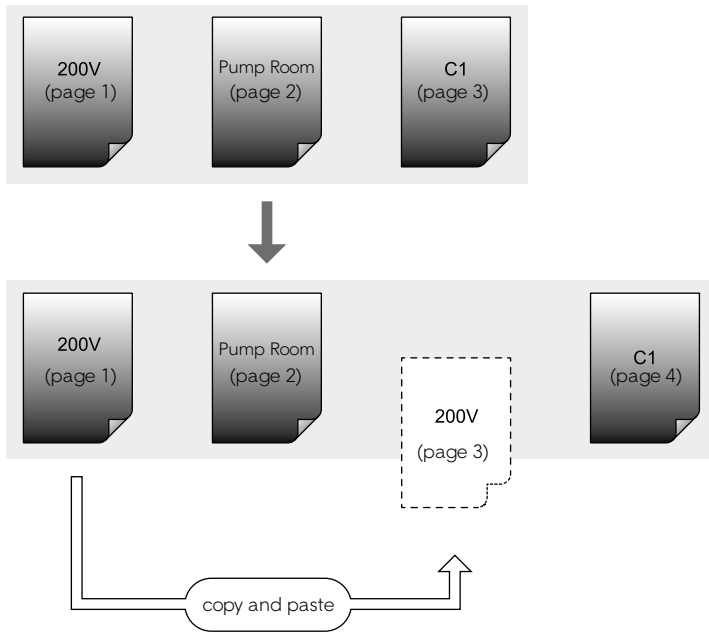 200V
(page 1)
Pump Room
(page 2)
C1
(page 3)
200V
(page 1)
Pump Room
(page 2)
200V
(page 3)
C1
(page 4)
copy and paste